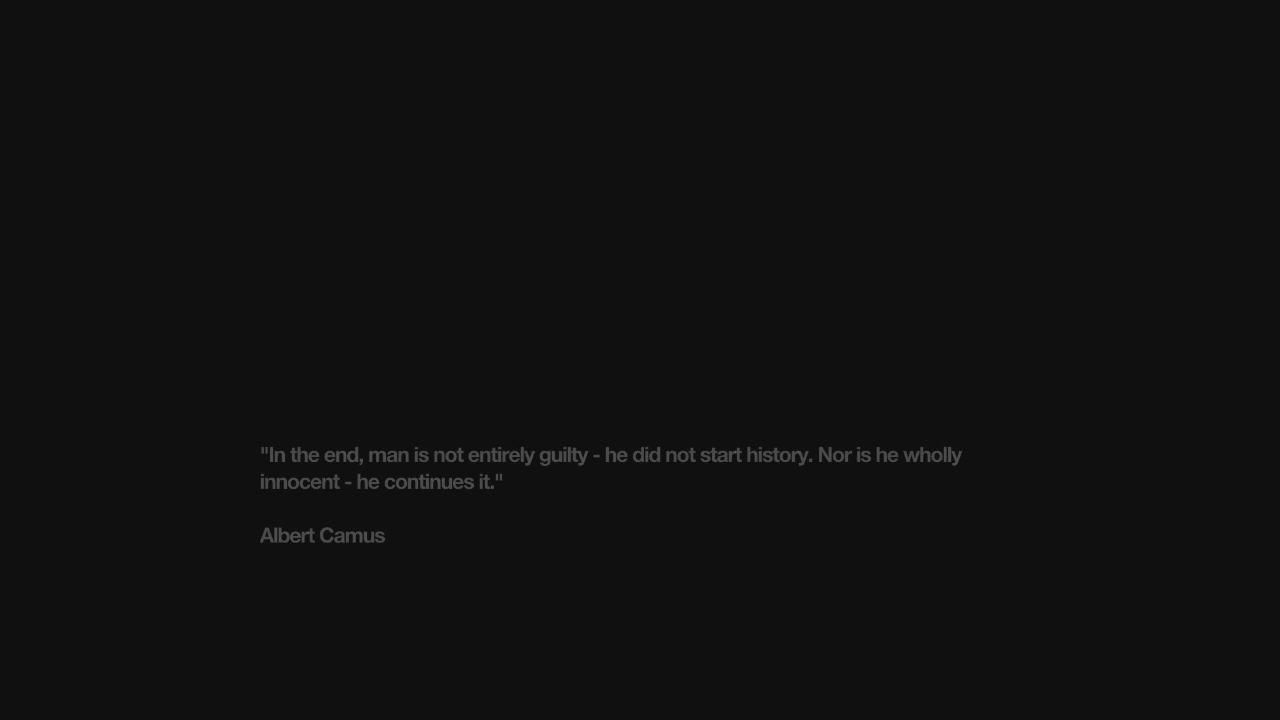 "In the end, man is not entirely guilty - he did not start history. Nor is he wholly
innocent - he continues it."
Albert Camus